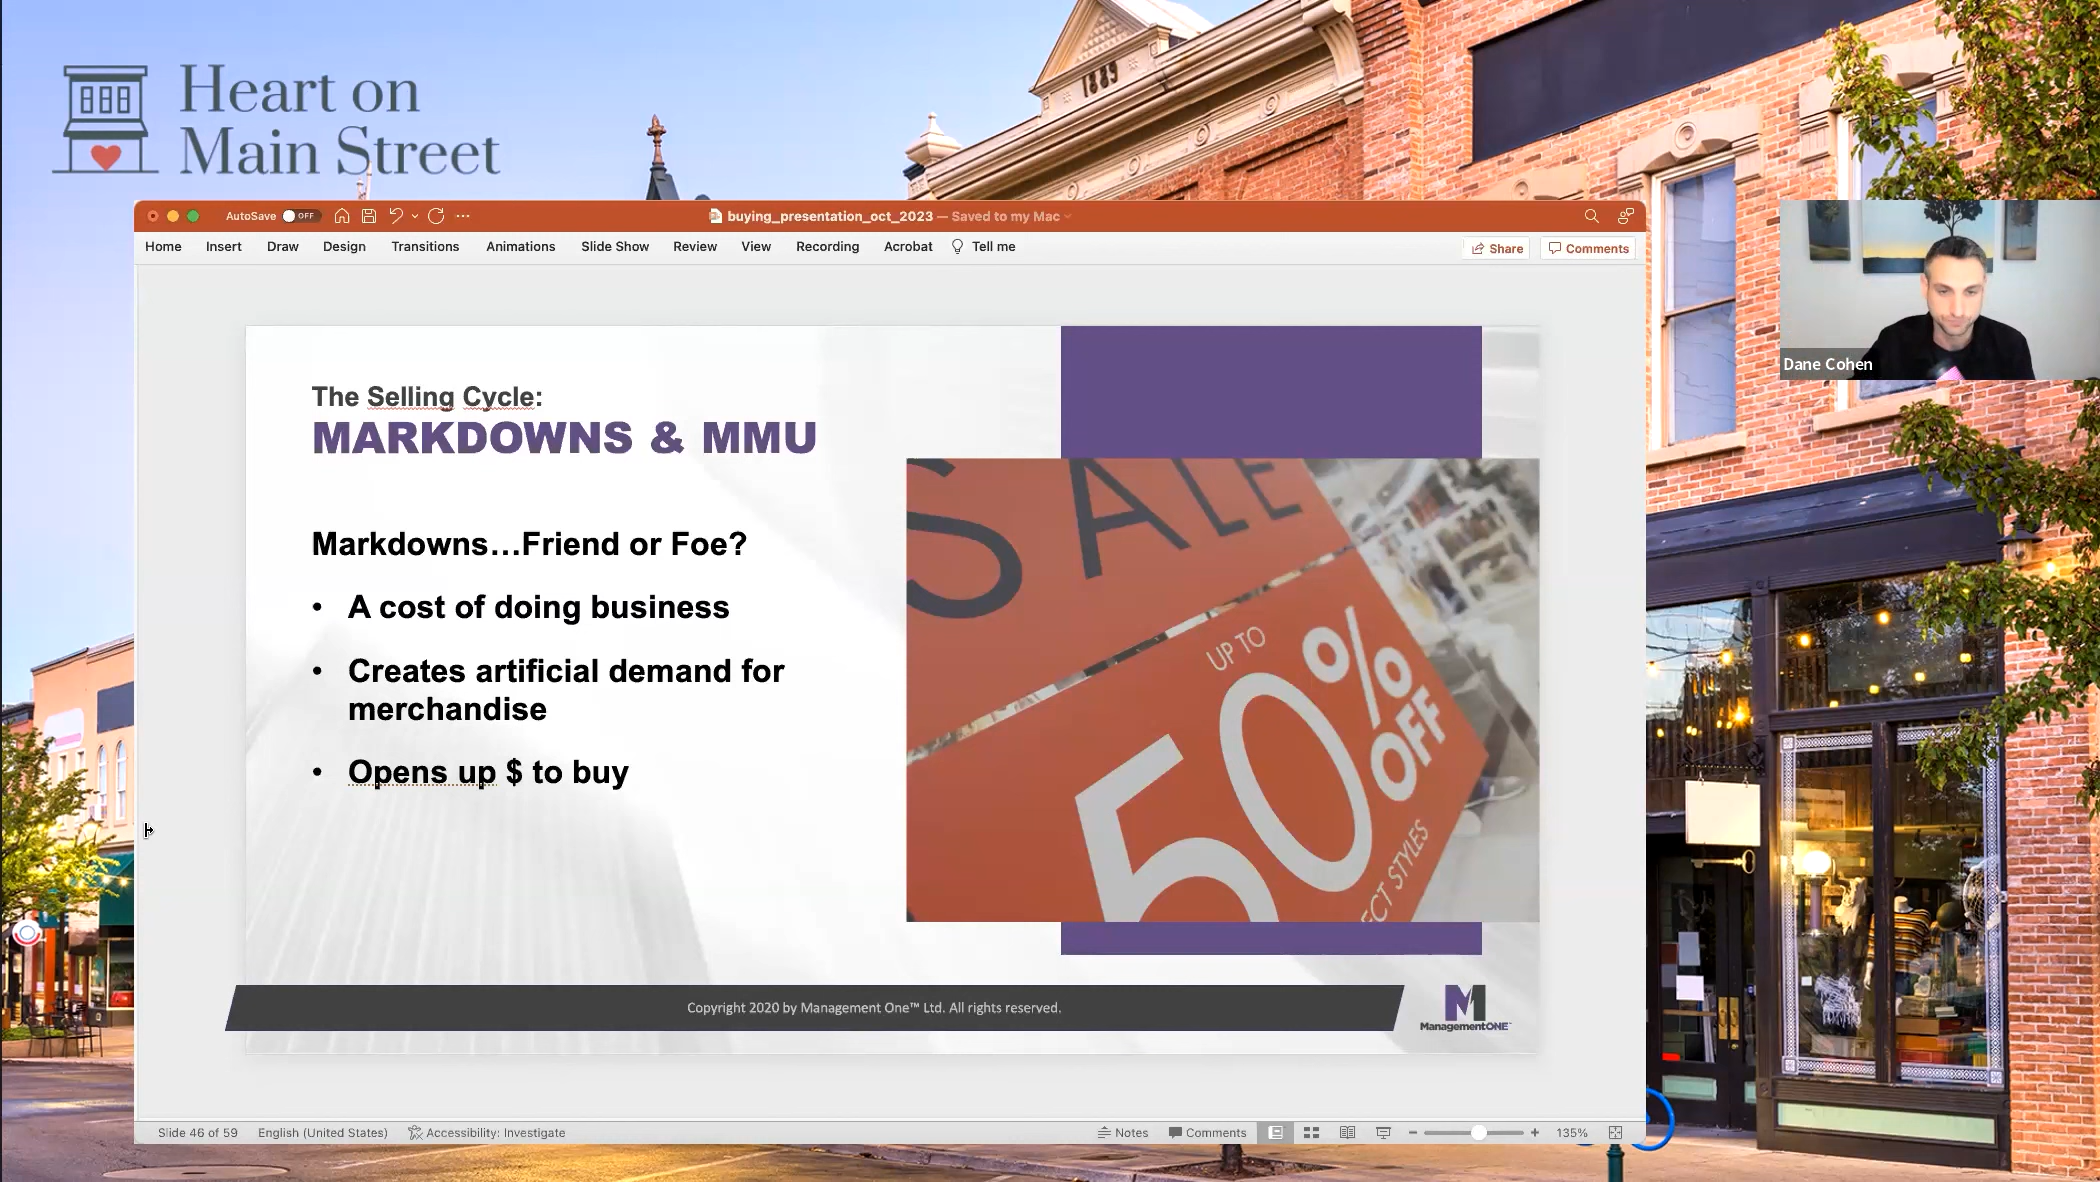 Heart on
Main Street
1889
AutoSave OFF
buying_presentation_oct_2023 — Saved to my Mac
Home Insert Draw Design Transitions Animations Slide Show Review View Recording Acrobat Tell me Share Comments
Dane Cohen
The Selling Cycle:
MARKDOWNS & MMU
Markdowns...Friend or Foe?
• A cost of doing business
• Creates artificial demand for
merchandise
• Opens up $ to buy
SALE
UP TO
50% OFF
ECT STYLES
Copyright 2020 by Management One™ Ltd. All rights reserved.
ManagementONE™
Slide 46 of 59 English (United States) Accessibility: Investigate Notes Comments 135%